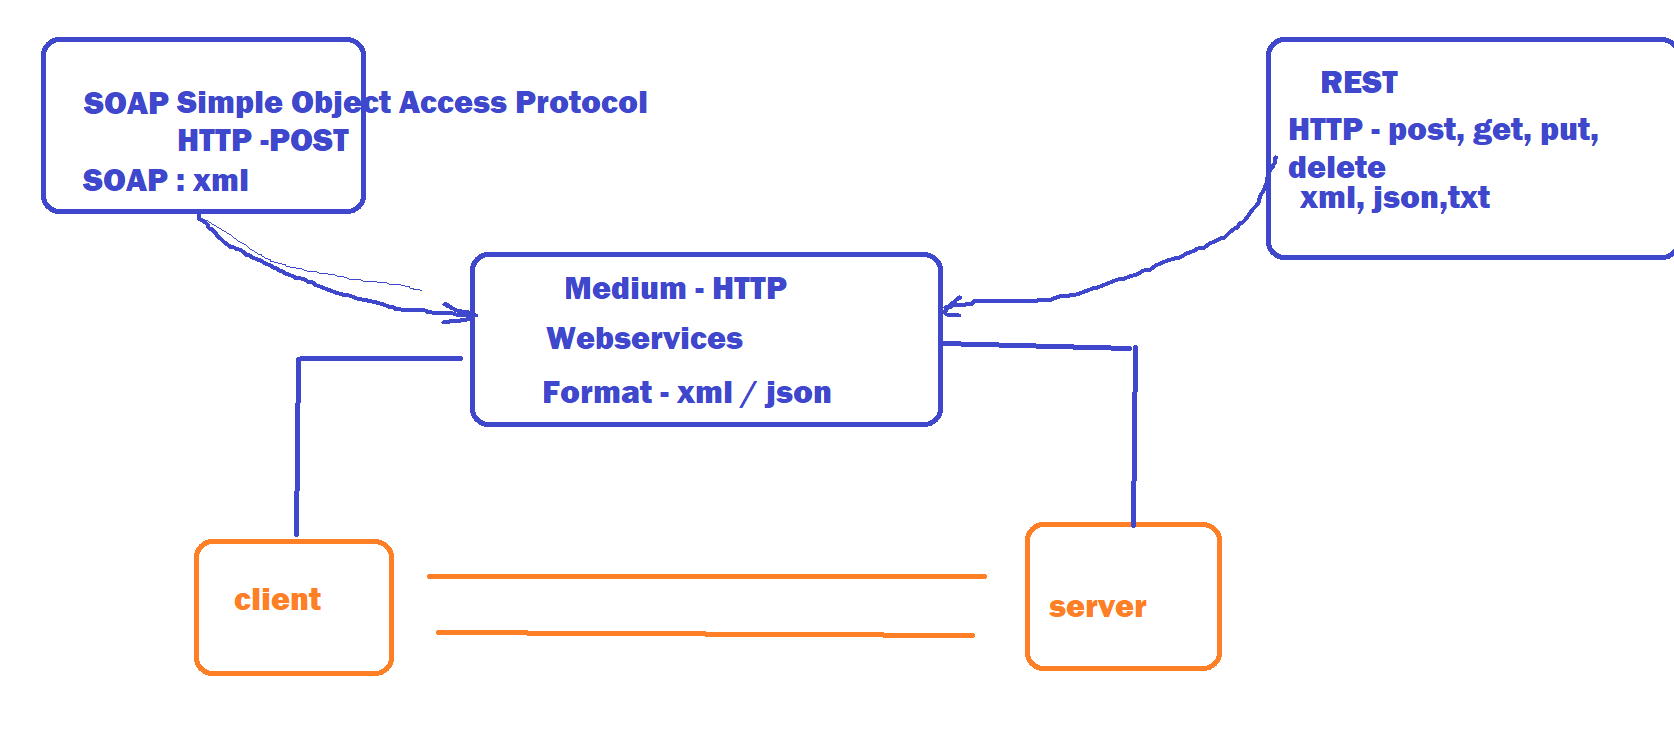 SOAP Simple Object Access Protocol
HTTP -POST
SOAP : xml
REST
HTTP - post, get, put,
delete
xml, json,txt
Medium - HTTP
Webservices
Format - xml / json
client
server